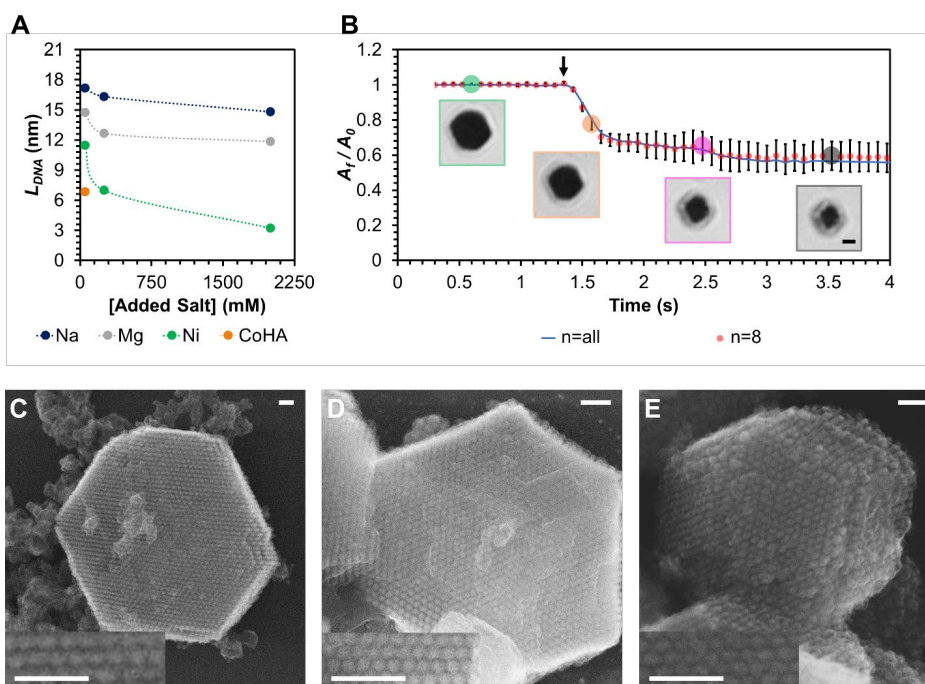 A
B
21
18
15
12
9
6
3
0
L_DNA (nm)
0 750 1500 2250
[Added Salt] (mM)
Na Mg Ni CoHA
1.2
1
0.8
0.6
0.4
0.2
0
A_f / A_0
0 0.5 1 1.5 2 2.5 3 3.5 4
Time (s)
n=all n=8
C
D
E